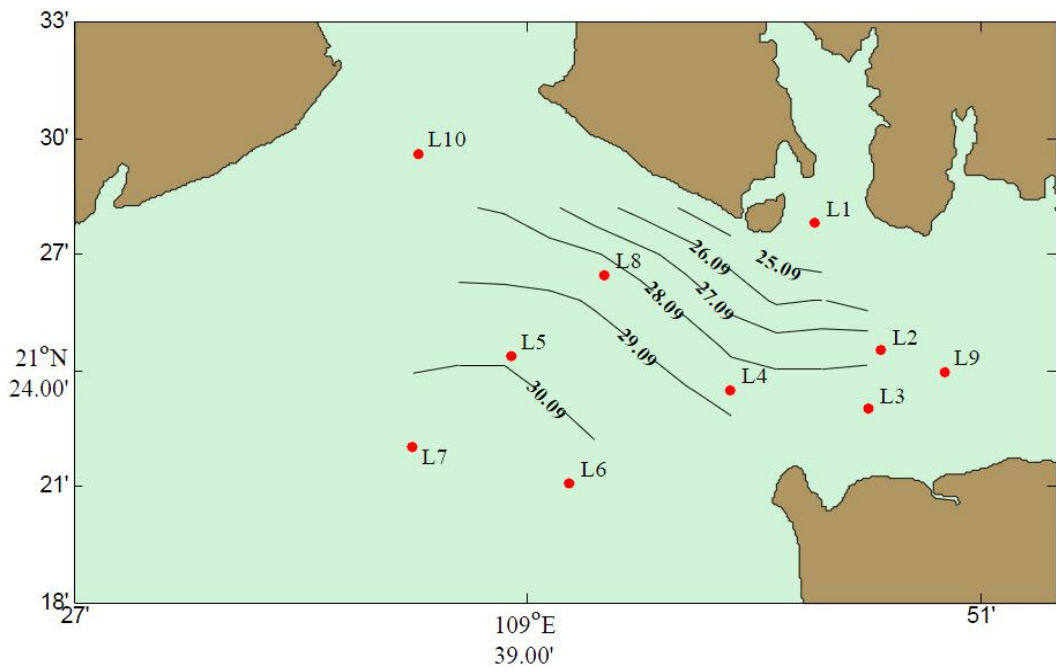 33'
30'
L10
L1
27'
26.09
25.09
L8
28.09
27.09
29.09
L2
L5
21°N
24.00'
L9
L4
30.09
L3
L7
L6
21'
18'
27'
109°E
39.00'
51'